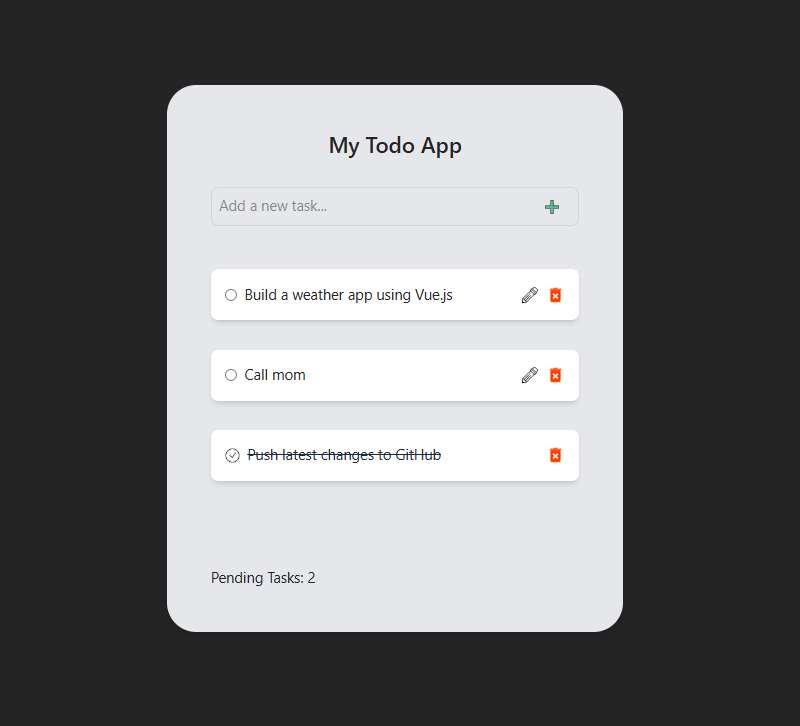 My Todo App
Add a new task...
Build a weather app using Vue.js
Call mom
Push latest changes to GitHub
Pending Tasks: 2